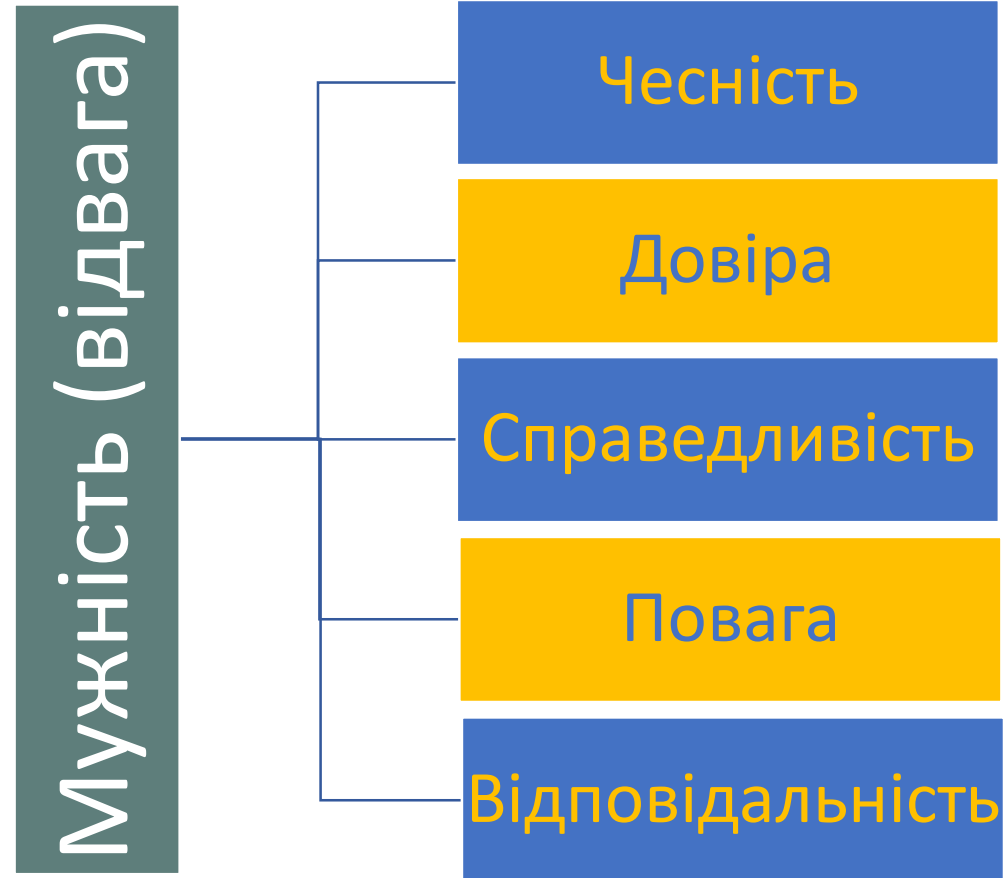 Мужність (відвага)
Чесність
Довіра
Справедливість
Повага
Відповідальність